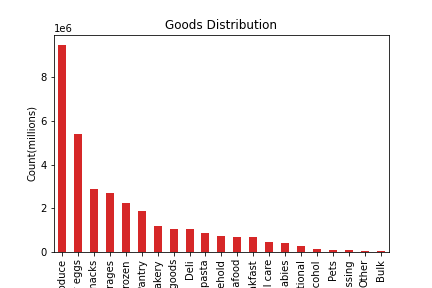 Goods Distribution
1e6
8
6
4
2
0
Count(millions)
oduce
eggs
nacks
rages
rozen
antry
akery
goods
Deli
pasta
ehold
afood
kfast
l care
abies
tional
cohol
Pets
ssing
Other
Bulk